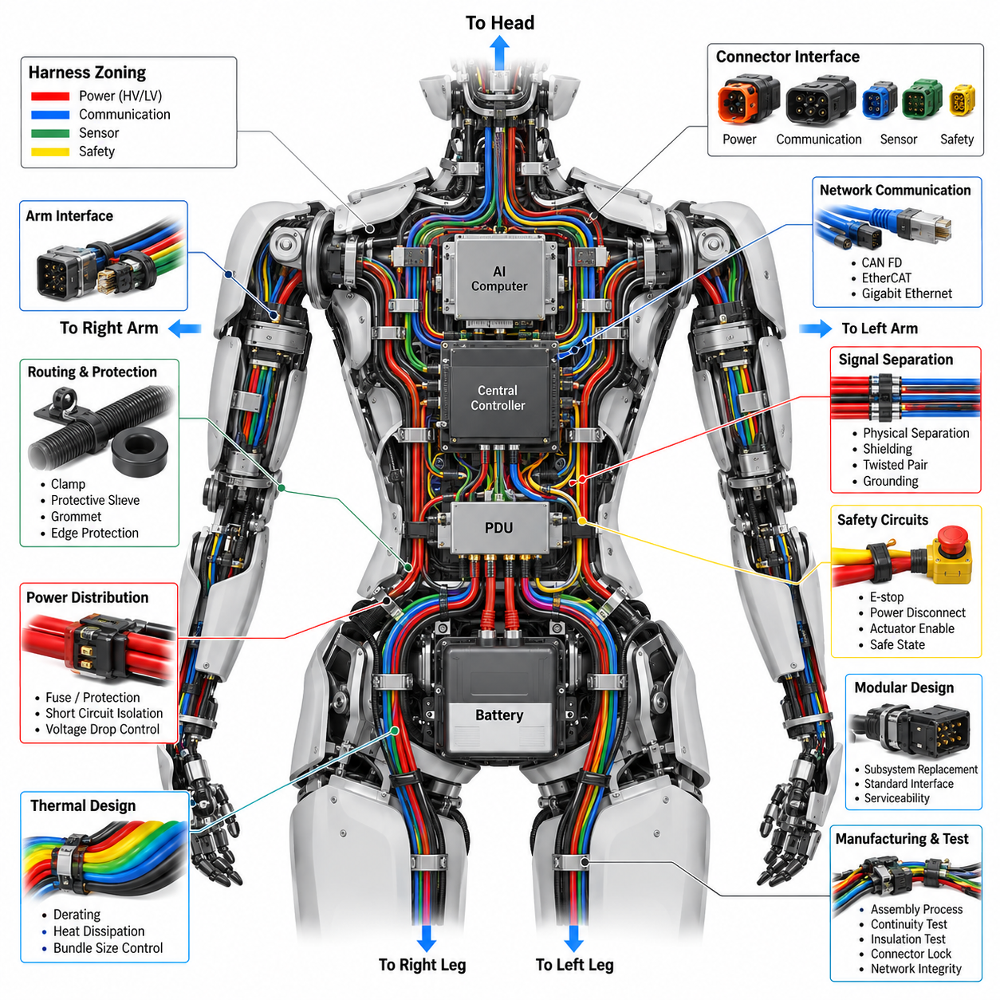 To Head
Harness Zoning
Power (HV/LV)
Communication
Sensor
Safety
Connector Interface
Power
Communication
Sensor
Safety
Arm Interface
Network Communication
• CAN FD
• EtherCAT
• Gigabit Ethernet
AI
Computer
To Right Arm
To Left Arm
Routing & Protection
• Clamp
• Protective Sleeve
• Grommet
• Edge Protection
Central
Controller
Signal Separation
• Physical Separation
• Shielding
• Twisted Pair
• Grounding
PDU
Safety Circuits
• E-stop
• Power Disconnect
• Actuator Enable
• Safe State
Power Distribution
• Fuse / Protection
• Short Circuit Isolation
• Voltage Drop Control
Battery
Modular Design
• Subsystem Replacement
• Standard Interface
• Serviceability
Thermal Design
• Derating
• Heat Dissipation
• Bundle Size Control
Manufacturing & Test
• Assembly Process
• Continuity Test
• Insulation Test
• Connector Lock
• Network Integrity
To Right Leg
To Left Leg